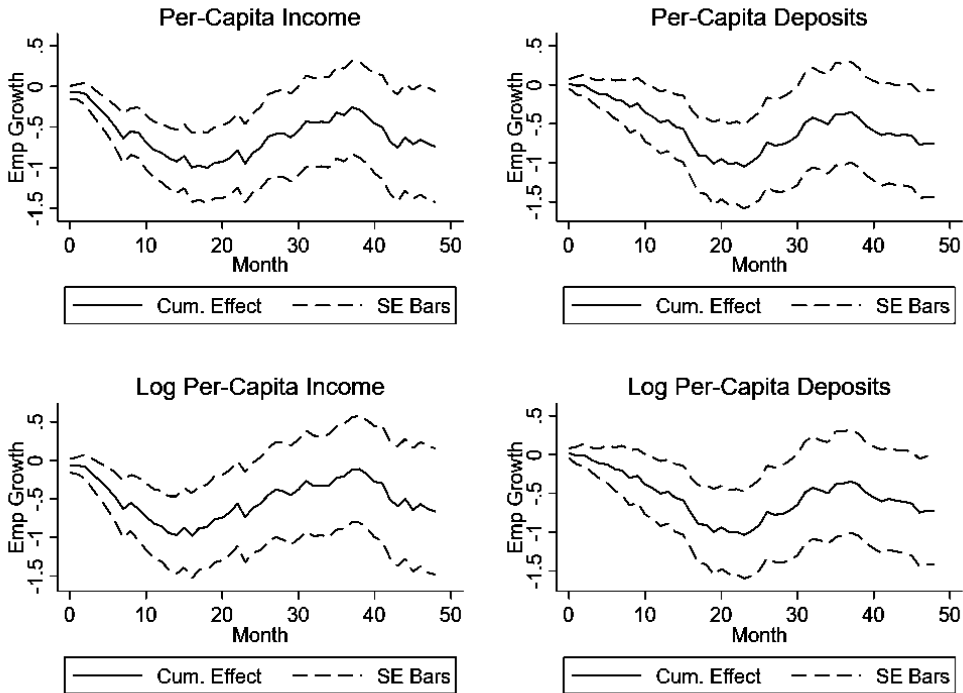 Per-Capita Income
Emp Growth
.5
0
-.5
-1
-1.5
0 10 20 30 40 50
Month
Cum. Effect SE Bars
Per-Capita Deposits
Emp Growth
.5
0
-.5
-1
-1.5
0 10 20 30 40 50
Month
Cum. Effect SE Bars
Log Per-Capita Income
Emp Growth
.5
0
-.5
-1
-1.5
0 10 20 30 40 50
Month
Cum. Effect SE Bars
Log Per-Capita Deposits
Emp Growth
.5
0
-.5
-1
-1.5
0 10 20 30 40 50
Month
Cum. Effect SE Bars